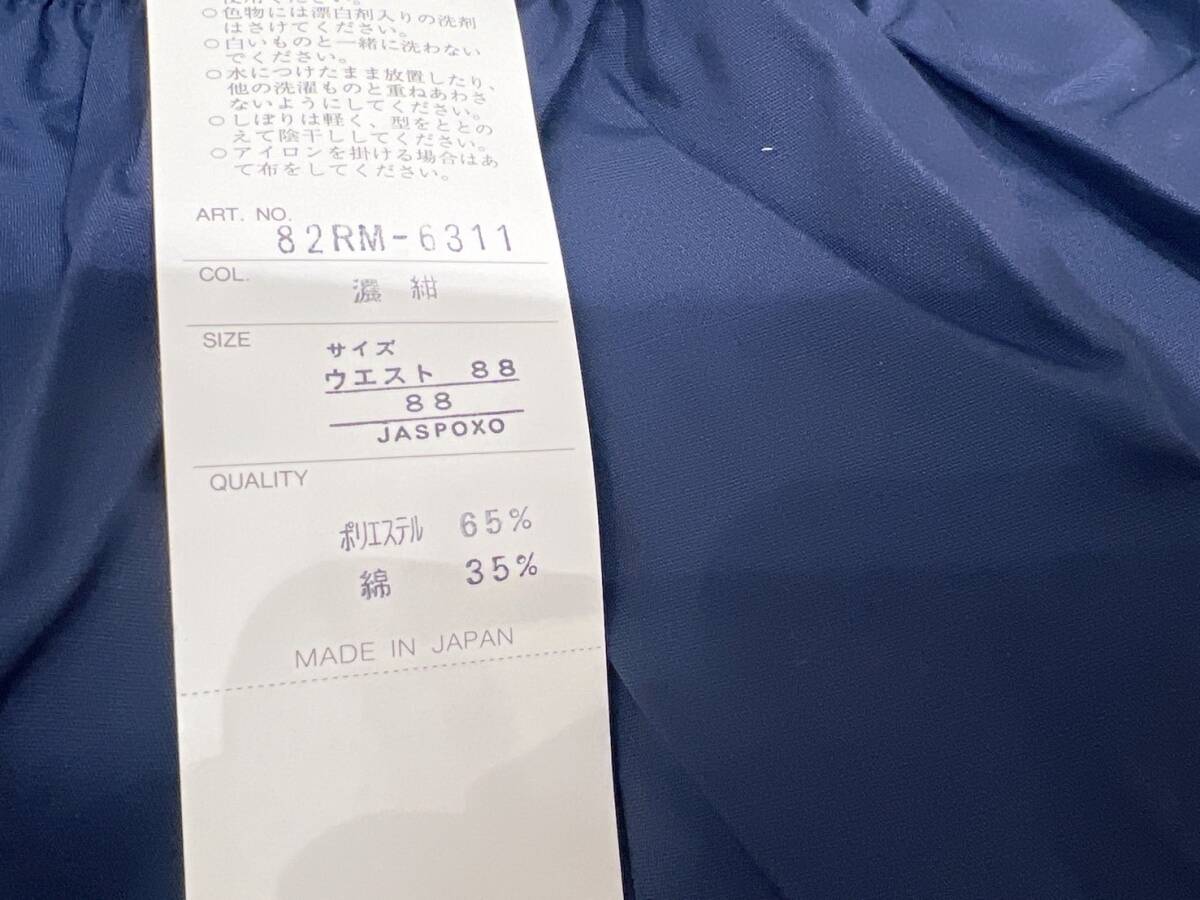 ○色物には漂白剤入りの洗剤
はさけてください。
○白いものと一緒に洗わない
でください。
○水につけたまま放置したり、
他の洗濯ものと重ねあわさ
ないようにしてください。
○しぼりは軽く、型をととの
えて陰干ししてください。
○アイロンを掛ける場合はあ
て布をしてください。
ART. NO.
82RM-6311
COL.
濃紺
SIZE
サイズ
ウエスト 88
88
JASPOXO
QUALITY
ポリエステル 65%
綿 35%
MADE IN JAPAN